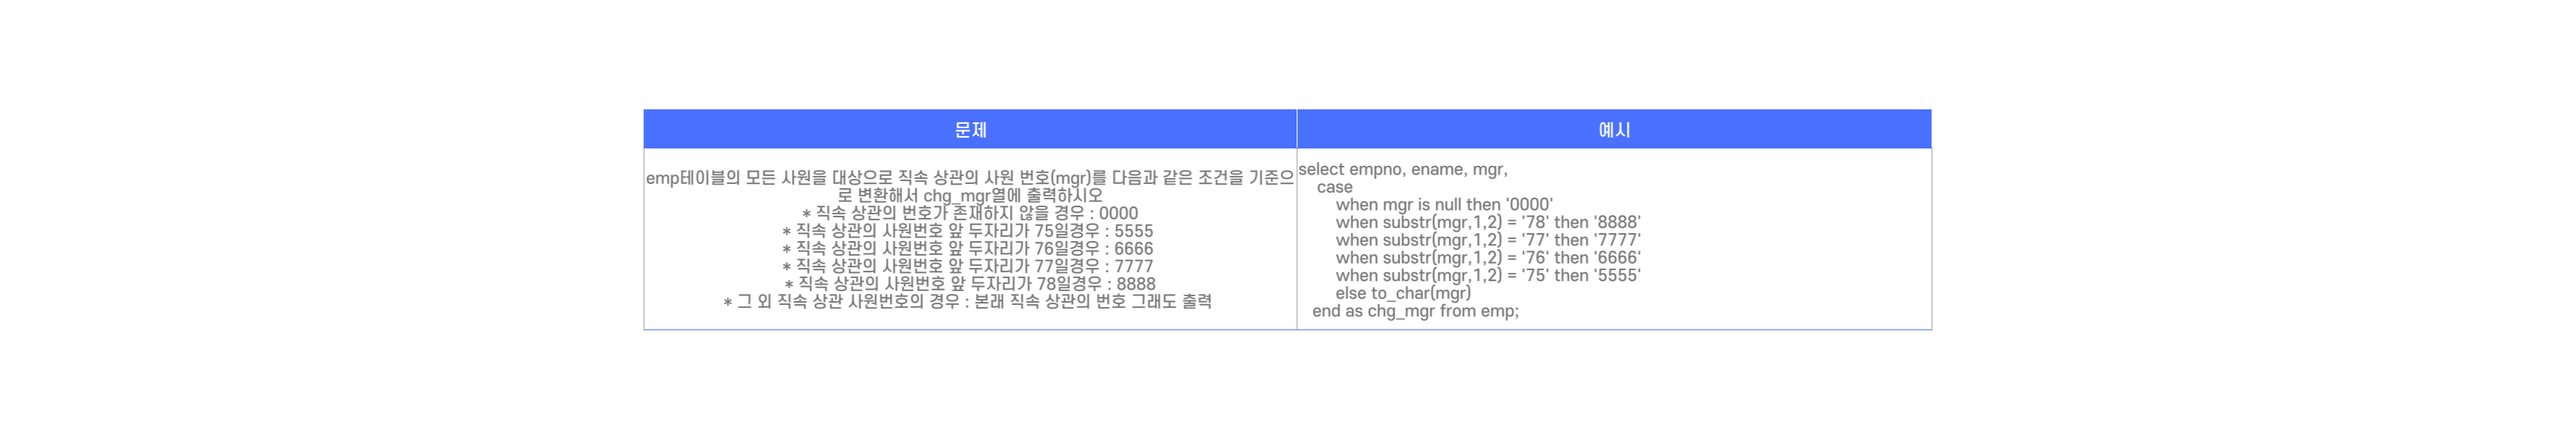 문제
예시
emp테이블의 모든 사원을 대상으로 직속 상관의 사원 번호(mgr)를 다음과 같은 조건을 기준으
로 변환해서 chg_mgr열에 출력하시오
* 직속 상관의 번호가 존재하지 않을 경우 : 0000
* 직속 상관의 사원번호 앞 두자리가 75일경우 : 5555
* 직속 상관의 사원번호 앞 두자리가 76일경우 : 6666
* 직속 상관의 사원번호 앞 두자리가 77일경우 : 7777
* 직속 상관의 사원번호 앞 두자리가 78일경우 : 8888
* 그 외 직속 상관 사원번호의 경우 : 본래 직속 상관의 번호 그래도 출력
select empno, ename, mgr,
case
when mgr is null then '0000'
when substr(mgr,1,2) = '78' then '8888'
when substr(mgr,1,2) = '77' then '7777'
when substr(mgr,1,2) = '76' then '6666'
when substr(mgr,1,2) = '75' then '5555'
else to_char(mgr)
end as chg_mgr from emp;